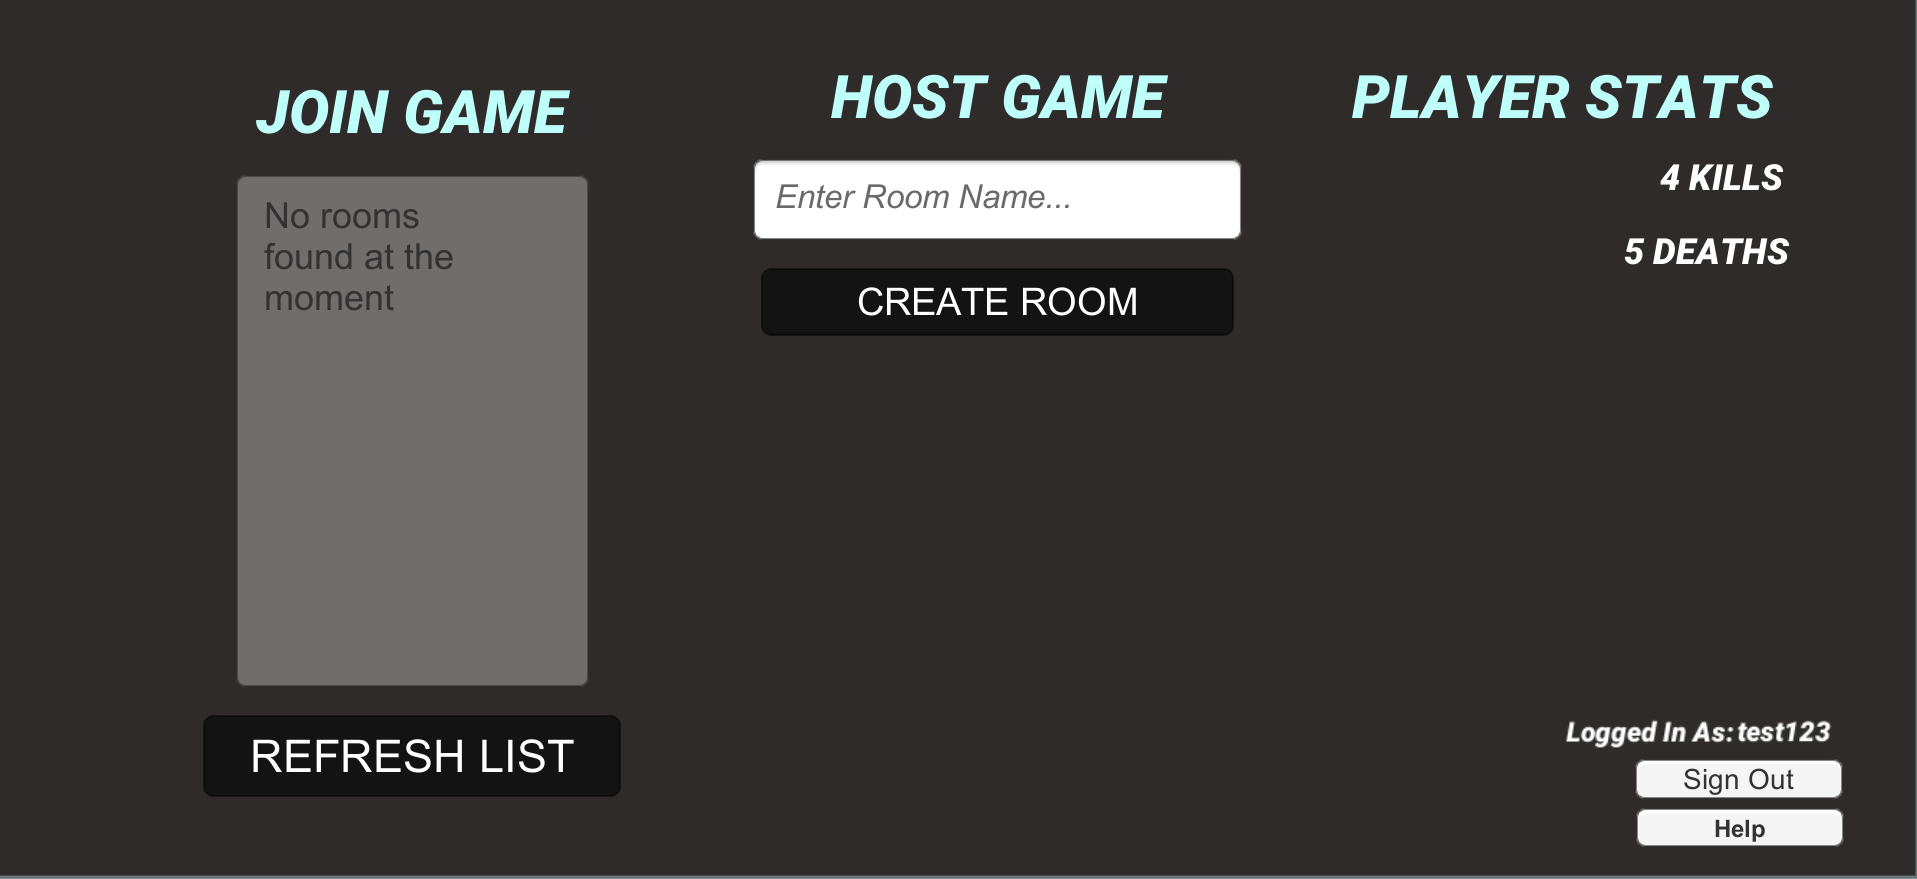 JOIN GAME
No rooms
found at the
moment
REFRESH LIST
HOST GAME
Enter Room Name...
CREATE ROOM
PLAYER STATS
4 KILLS
5 DEATHS
Logged In As: test123
Sign Out
Help